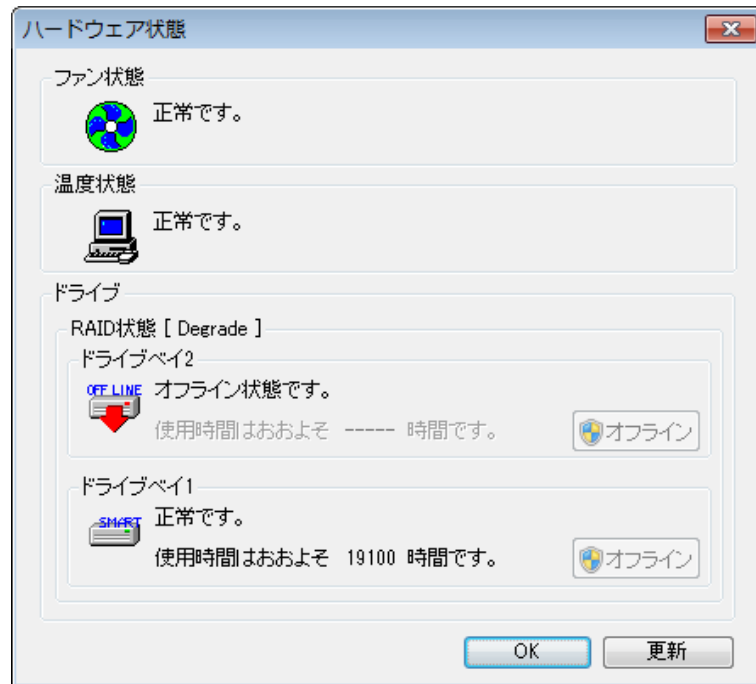 ハードウェア状態
ファン状態
正常です。
温度状態
正常です。
ドライブ
RAID状態 [ Degrade ]
ドライブベイ2
OFF LINE
オフライン状態です。
使用時間はおおよそ ----- 時間です。
オフライン
ドライブベイ1
SMART
正常です。
使用時間はおおよそ 19100 時間です。
オフライン
OK
更新